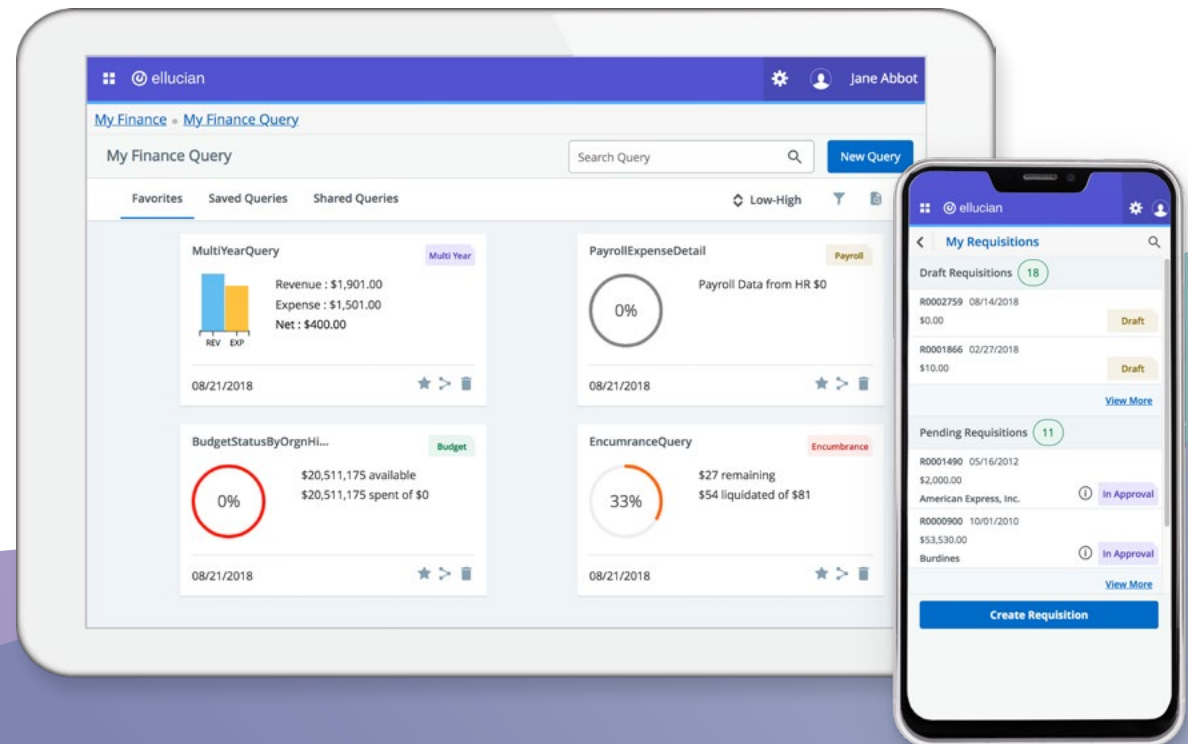 ellucian
Jane Abbot
My Finance • My Finance Query
My Finance Query
Search Query
New Query
Favorites Saved Queries Shared Queries
Low-High
MultiYearQuery
Multi Year
Revenue : $1,901.00
Expense : $1,501.00
Net : $400.00
REV EXP
08/21/2018
PayrollExpenseDetail
Payroll
0%
Payroll Data from HR $0
08/21/2018
BudgetStatusByOrgnHi...
Budget
0%
$20,511,175 available
$20,511,175 spent of $0
08/21/2018
EncumranceQuery
Encumbrance
33%
$27 remaining
$54 liquidated of $81
08/21/2018
ellucian
My Requisitions
Draft Requisitions 18
R0002759 08/14/2018
$0.00
Draft
R0001866 02/27/2018
$10.00
Draft
View More
Pending Requisitions 11
R0001490 05/16/2012
$2,000.00
American Express, Inc.
In Approval
R0000900 10/01/2010
$53,530.00
Burdines
In Approval
View More
Create Requisition